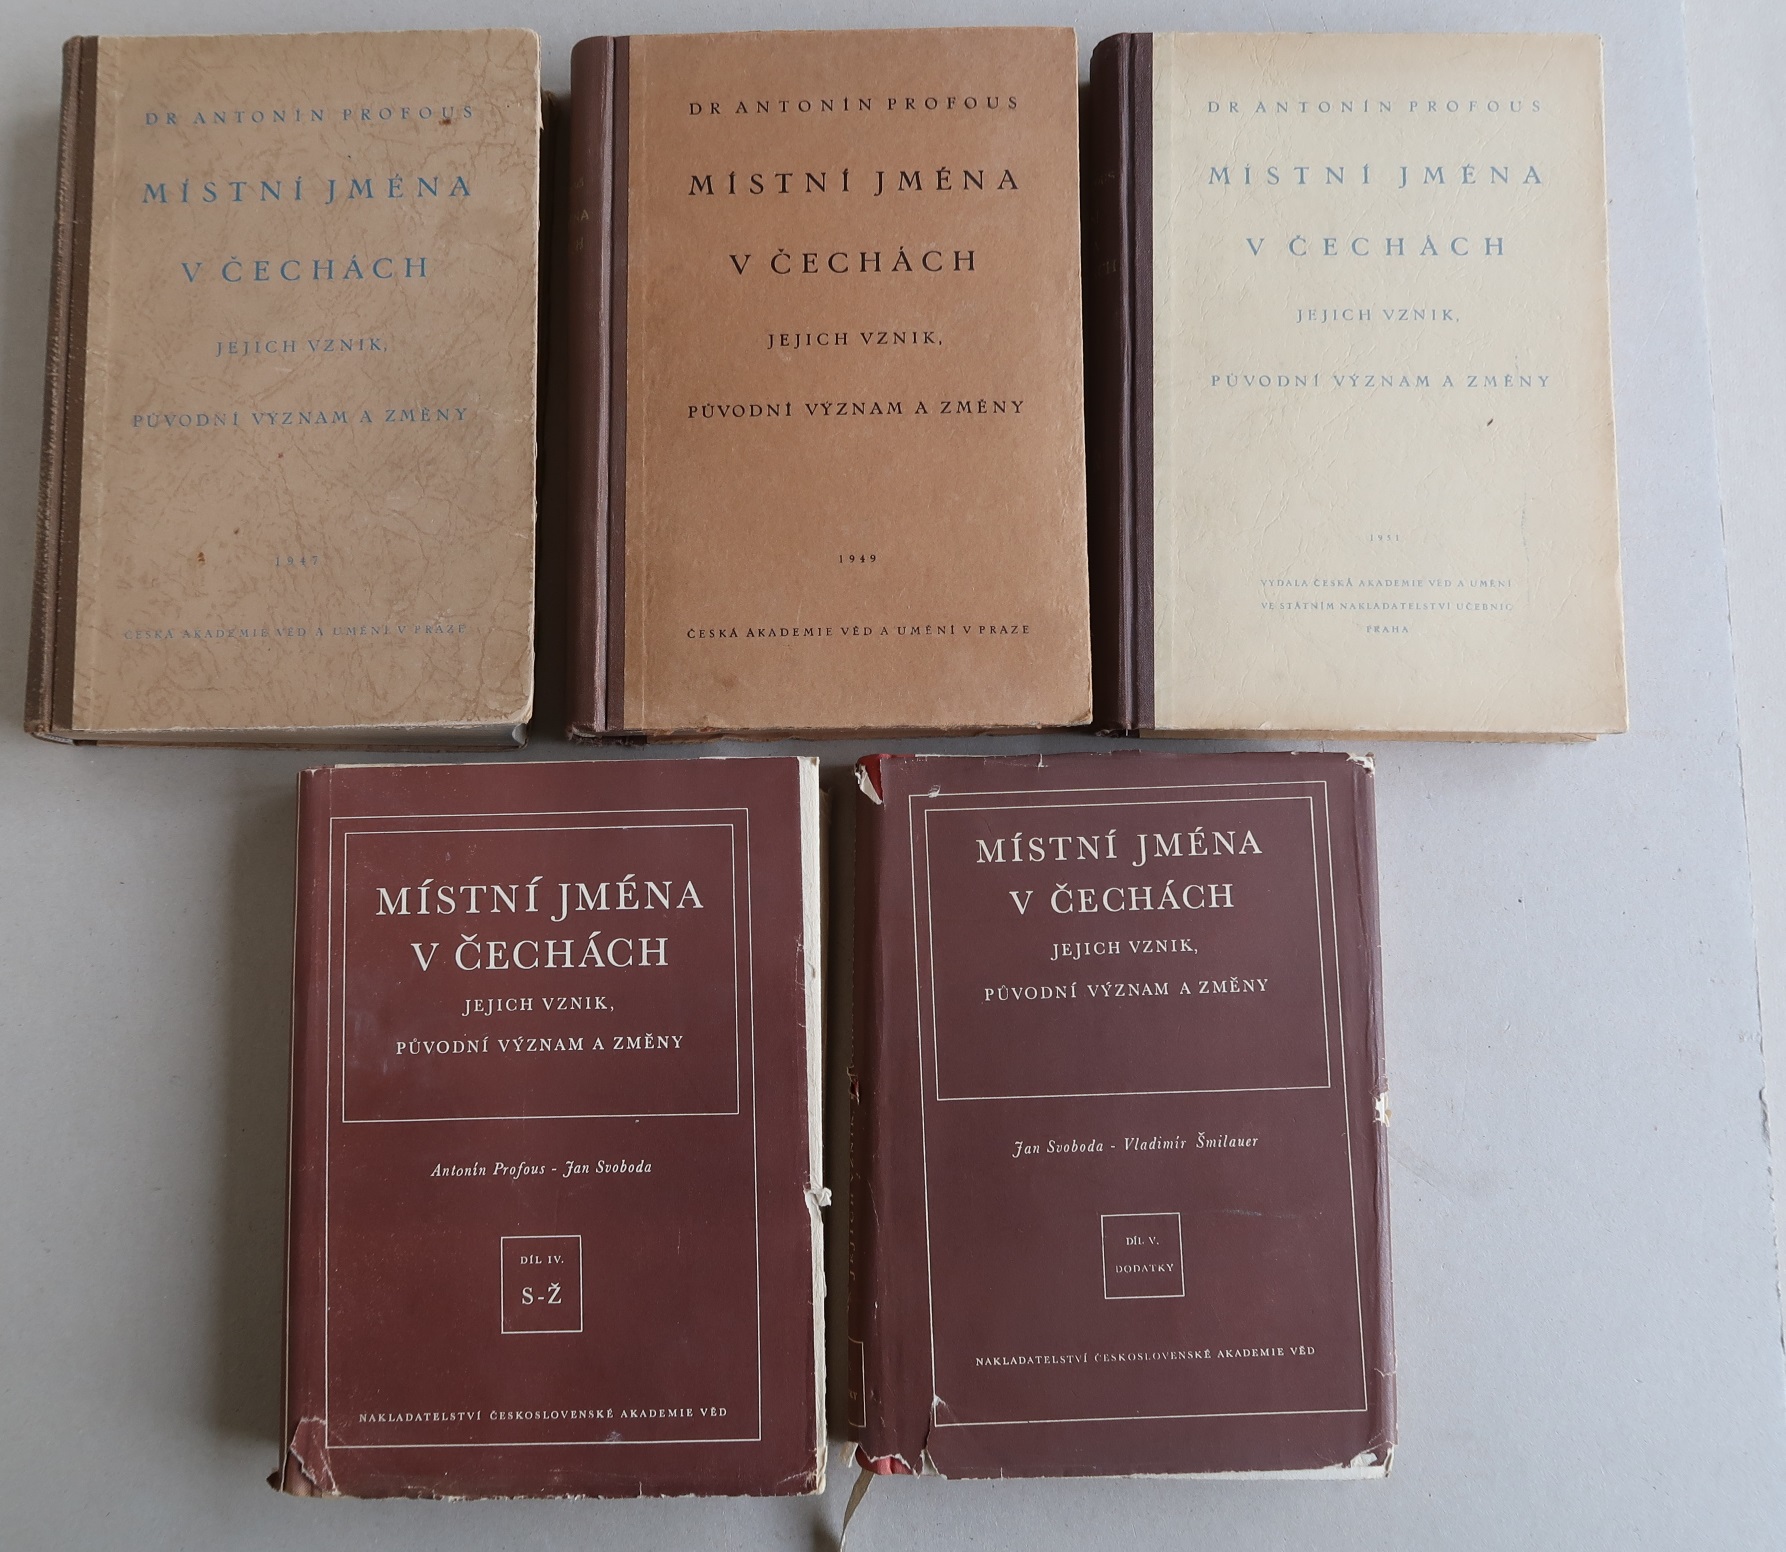 DR ANTONÍN PROFOUS
MÍSTNÍ JMÉNA
V ČECHÁCH
JEJICH VZNIK,
PŮVODNÍ VÝZNAM A ZMĚNY
1947
ČESKÁ AKADEMIE VĚD A UMĚNÍ V PRAZE
DR ANTONÍN PROFOUS
MÍSTNÍ JMÉNA
V ČECHÁCH
JEJICH VZNIK,
PŮVODNÍ VÝZNAM A ZMĚNY
1949
ČESKÁ AKADEMIE VĚD A UMĚNÍ V PRAZE
DR ANTONÍN PROFOUS
MÍSTNÍ JMÉNA
V ČECHÁCH
JEJICH VZNIK,
PŮVODNÍ VÝZNAM A ZMĚNY
1951
VYDALA ČESKÁ AKADEMIE VĚD A UMĚNÍ
VE STÁTNÍM NAKLADATELSTVÍ UČEBNIC
PRAHA
MÍSTNÍ JMÉNA
V ČECHÁCH
JEJICH VZNIK,
PŮVODNÍ VÝZNAM A ZMĚNY
Antonín Profous - Jan Svoboda
DÍL IV.
S-Ž
NAKLADATELSTVÍ ČESKOSLOVENSKÉ AKADEMIE VĚD
MÍSTNÍ JMÉNA
V ČECHÁCH
JEJICH VZNIK,
PŮVODNÍ VÝZNAM A ZMĚNY
Jan Svoboda - Vladimír Šmilauer
DÍL V.
DODATKY
NAKLADATELSTVÍ ČESKOSLOVENSKÉ AKADEMIE VĚD